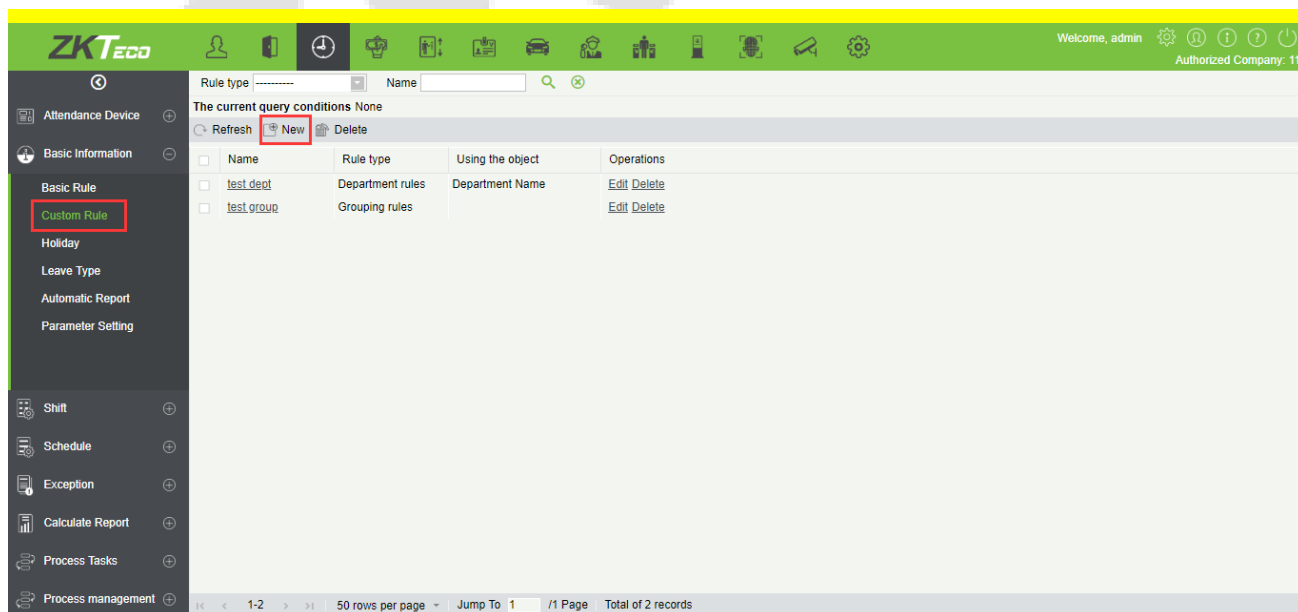 ZKTeco
Welcome, admin
Authorized Company: 11
Rule type ---------- Name
The current query conditions None
Refresh New Delete
Name Rule type Using the object Operations
test dept Department rules Department Name Edit Delete
test group Grouping rules Edit Delete
Attendance Device
Basic Information
Basic Rule
Custom Rule
Holiday
Leave Type
Automatic Report
Parameter Setting
Shift
Schedule
Exception
Calculate Report
Process Tasks
Process management
1-2 50 rows per page Jump To 1 /1 Page Total of 2 records